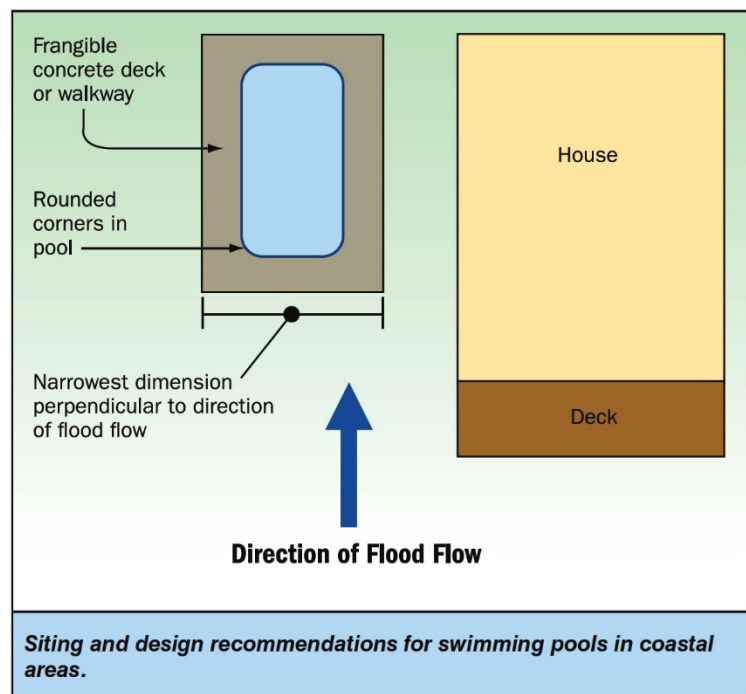 Frangible
concrete deck
or walkway
House
Rounded
corners in
pool
Narrowest dimension
perpendicular to direction
of flood flow
Deck
Direction of Flood Flow
Siting and design recommendations for swimming pools in coastal
areas.